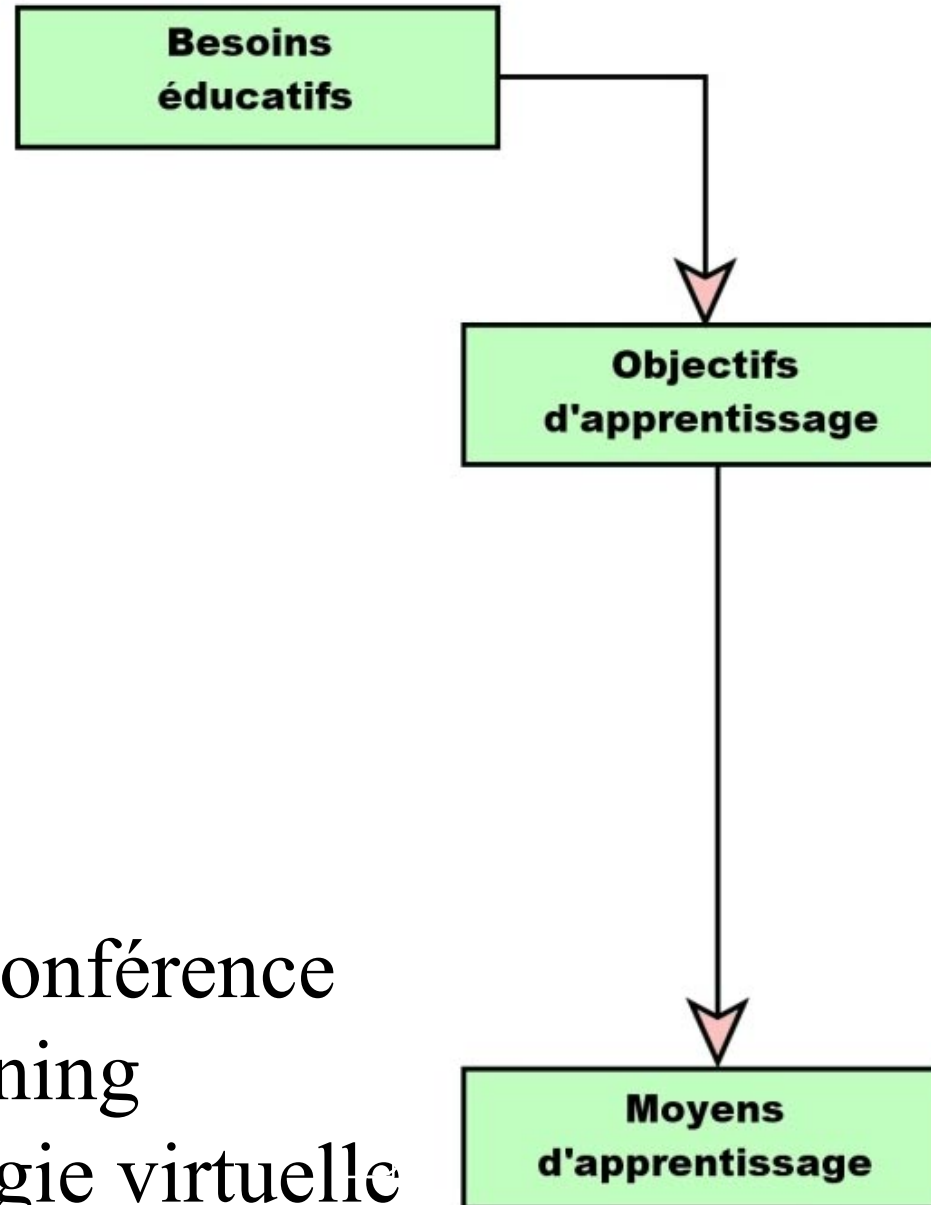 Besoins
éducatifs
Objectifs
d'apprentissage
onférence
ning
gie virtuelle
Moyens
d'apprentissage